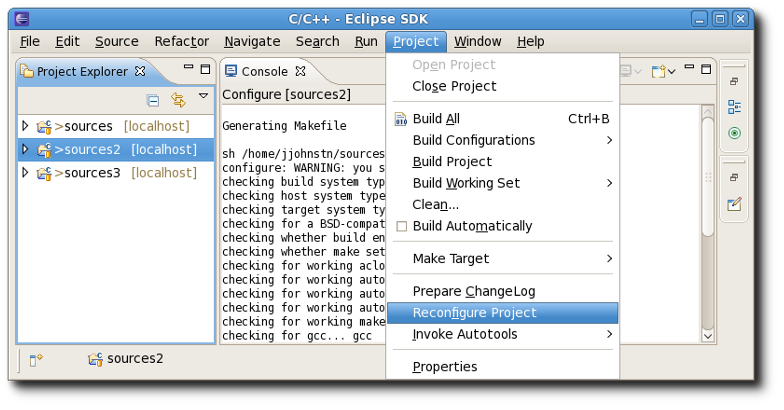 C/C++ - Eclipse SDK
File Edit Source Refactor Navigate Search Run Project Window Help
Project Explorer
>sources [localhost]
>sources2 [localhost]
>sources3 [localhost]
Console
Configure [sources2]
Generating Makefile
sh /home/jjohnstn/sources
configure: WARNING: you s
checking build system typ
checking host system type
checking target system ty
checking for a BSD-compat
checking whether build en
checking whether make set
checking for working aclo
checking for working auto
checking for working auto
checking for working auto
checking for working make
checking for gcc... gcc
Open Project
Close Project
Build All Ctrl+B
Build Configurations
Build Project
Build Working Set
Clean...
Build Automatically
Make Target
Prepare ChangeLog
Reconfigure Project
Invoke Autotools
Properties
sources2